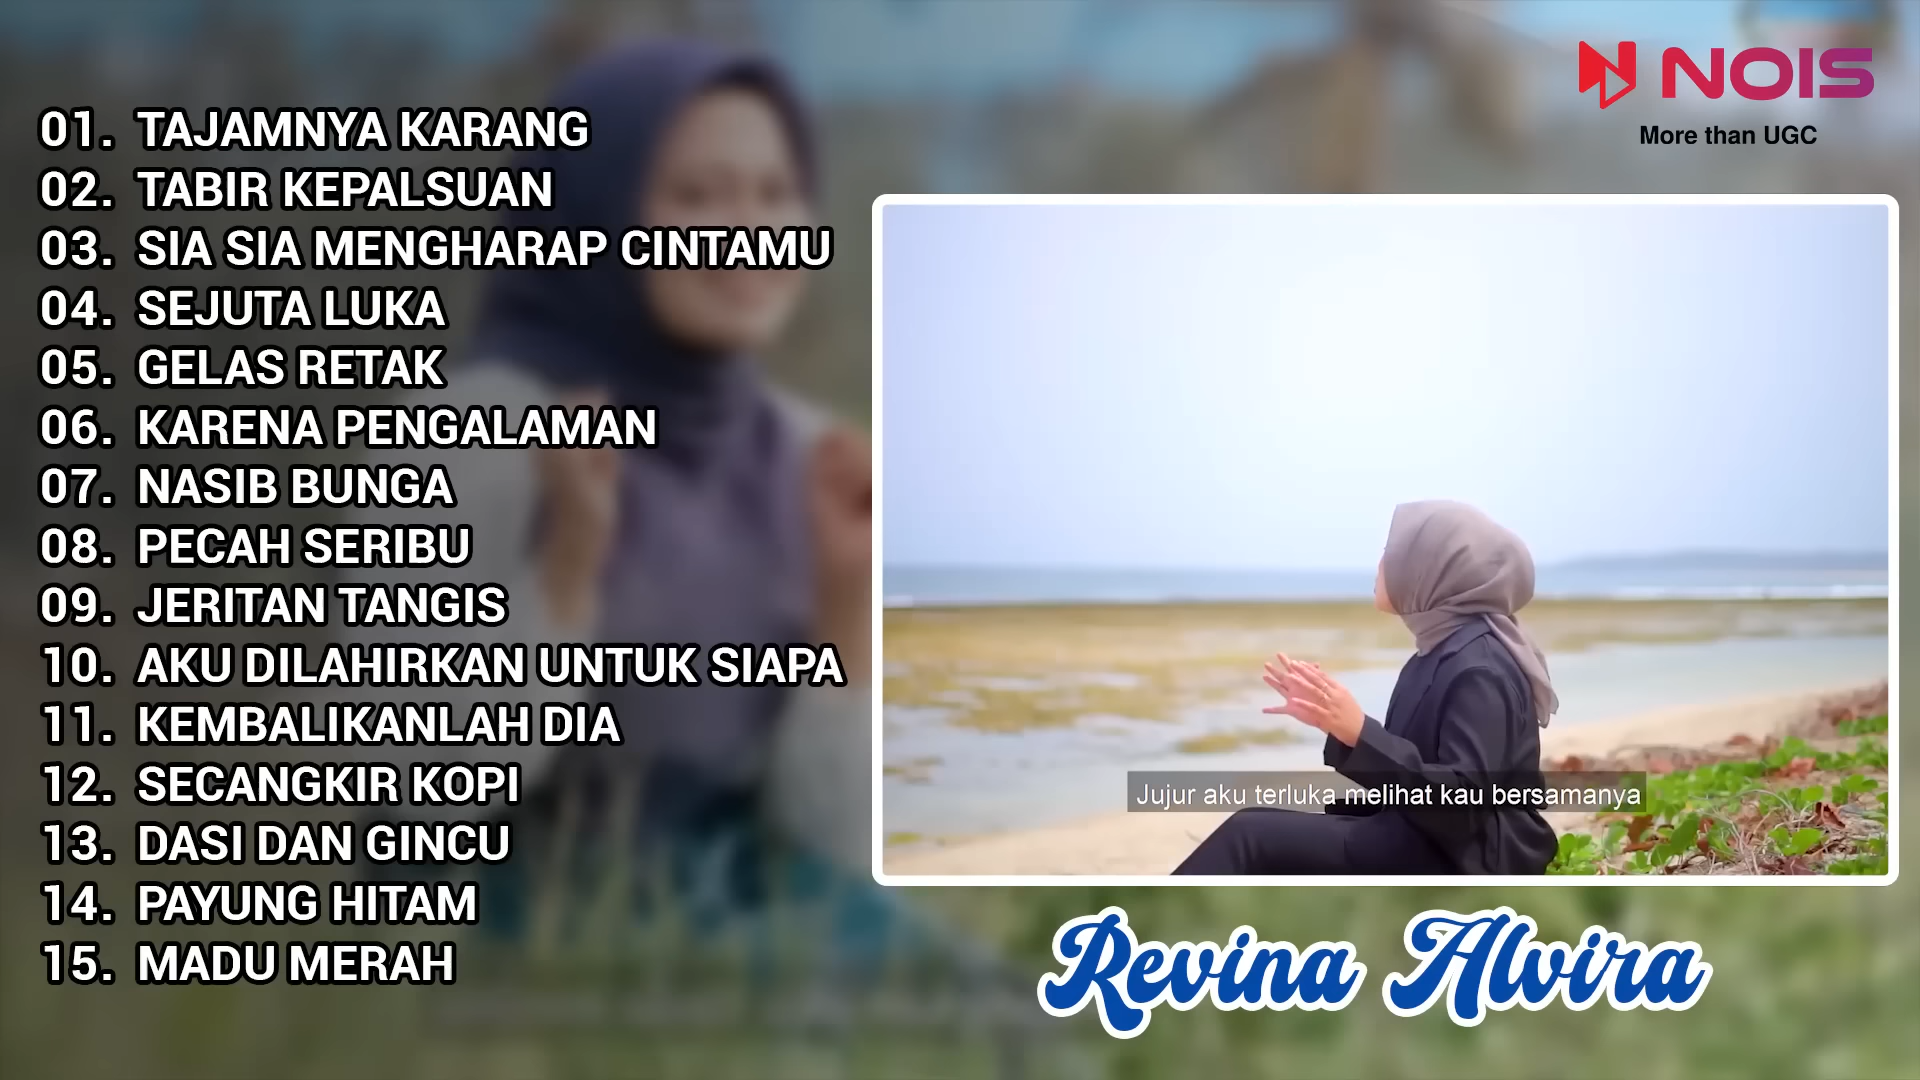 01. TAJAMNYA KARANG
02. TABIR KEPALSUAN
03. SIA SIA MENGHARAP CINTAMU
04. SEJUTA LUKA
05. GELAS RETAK
06. KARENA PENGALAMAN
07. NASIB BUNGA
08. PECAH SERIBU
09. JERITAN TANGIS
10. AKU DILAHIRKAN UNTUK SIAPA
11. KEMBALIKANLAH DIA
12. SECANGKIR KOPI
13. DASI DAN GINCU
14. PAYUNG HITAM
15. MADU MERAH
NOIS
More than UGC
Jujur aku terluka melihat kau bersamanya
Revina Alvira